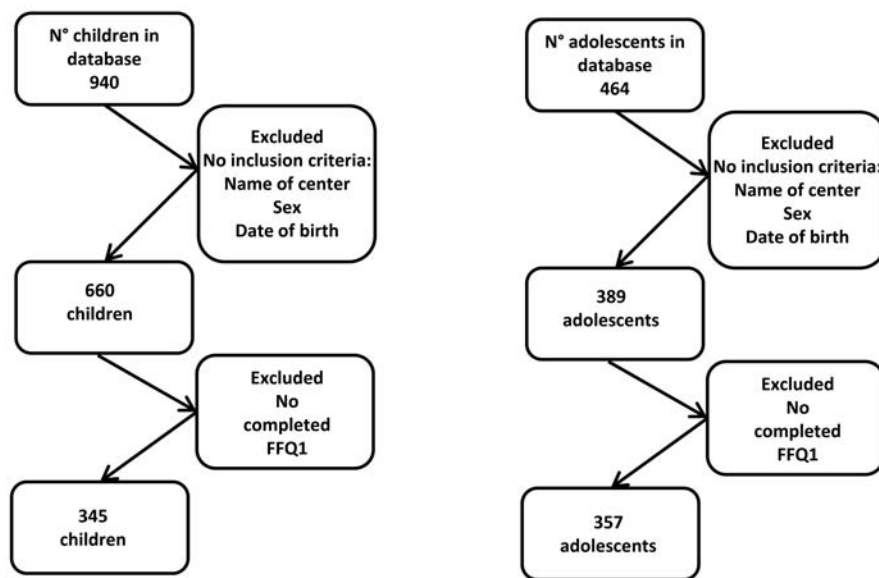 N° children in
database
940
Excluded
No inclusion criteria:
Name of center
Sex
Date of birth
660
children
Excluded
No
completed
FFQ1
345
children
N° adolescents in
database
464
Excluded
No inclusion criteria:
Name of center
Sex
Date of birth
389
adolescents
Excluded
No
completed
FFQ1
357
adolescents